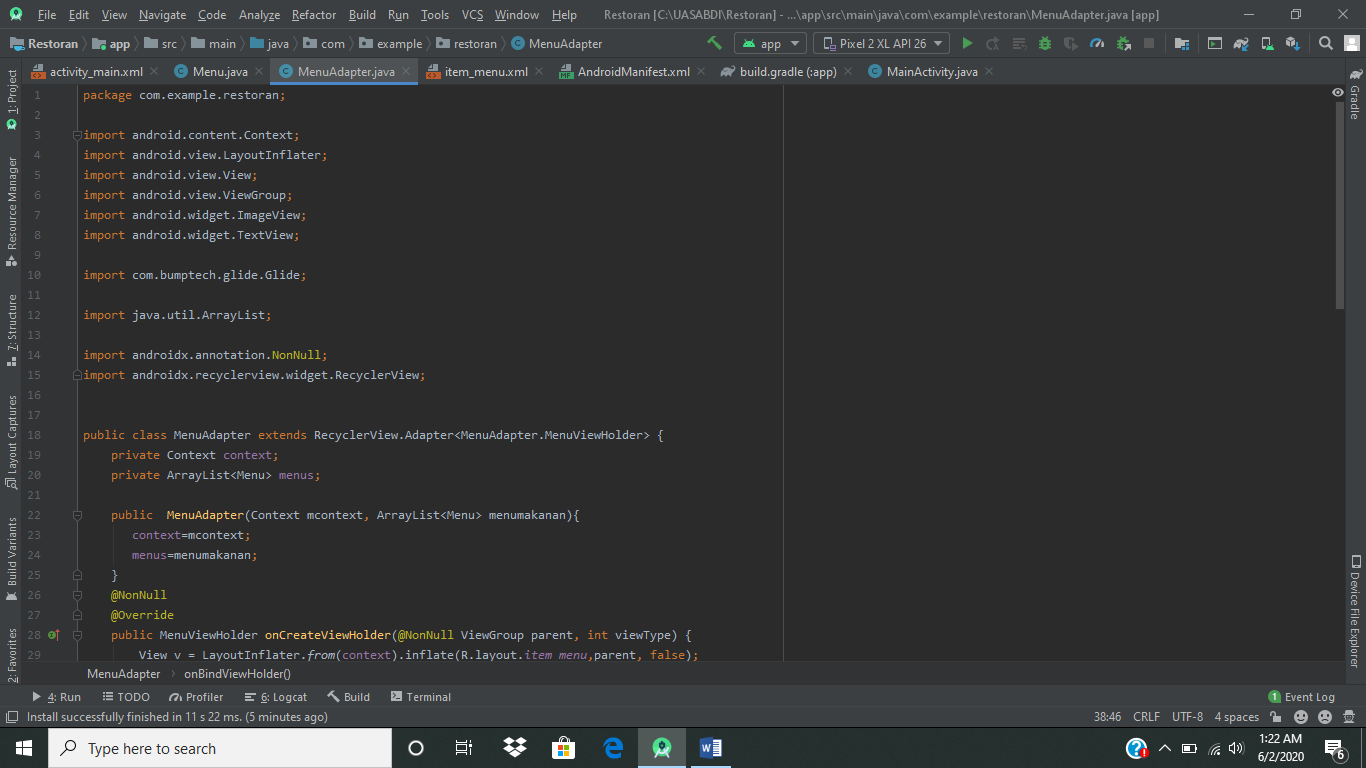 File Edit View Navigate Code Analyze Refactor Build Run Tools VCS Window Help Restoran [C:\UASABDI\Restoran] - ...\app\src\main\java\com\example\restoran\MenuAdapter.java [app]
Restoran app src main java com example restoran MenuAdapter app Pixel 2 XL API 26
activity_main.xml Menu.java MenuAdapter.java item_menu.xml AndroidManifest.xml build.gradle (:app) MainActivity.java
1: Project
Resource Manager
7: Structure
Layout Captures
Build Variants
2: Favorites
1 package com.example.restoran;
2
3 import android.content.Context;
4 import android.view.LayoutInflater;
5 import android.view.View;
6 import android.view.ViewGroup;
7 import android.widget.ImageView;
8 import android.widget.TextView;
9
10 import com.bumptech.glide.Glide;
11
12 import java.util.ArrayList;
13
14 import androidx.annotation.NonNull;
15 import androidx.recyclerview.widget.RecyclerView;
16
17
18 public class MenuAdapter extends RecyclerView.Adapter<MenuAdapter.MenuViewHolder> {
19 private Context context;
20 private ArrayList<Menu> menus;
21
22 public  MenuAdapter(Context mcontext, ArrayList<Menu> menumakanan){
23 context=mcontext;
24 menus=menumakanan;
25 }
26 @NonNull
27 @Override
28 public MenuViewHolder onCreateViewHolder(@NonNull ViewGroup parent, int viewType) {
29 View v = LayoutInflater.from(context).inflate(R.layout.item_menu,parent, false);
Gradle
Device File Explorer
MenuAdapter onBindViewHolder()
4: Run TODO Profiler 6: Logcat Build Terminal 1 Event Log
Install successfully finished in 11 s 22 ms. (5 minutes ago) 38:46 CRLF UTF-8 4 spaces
Type here to search
1:22 AM
6/2/2020
6